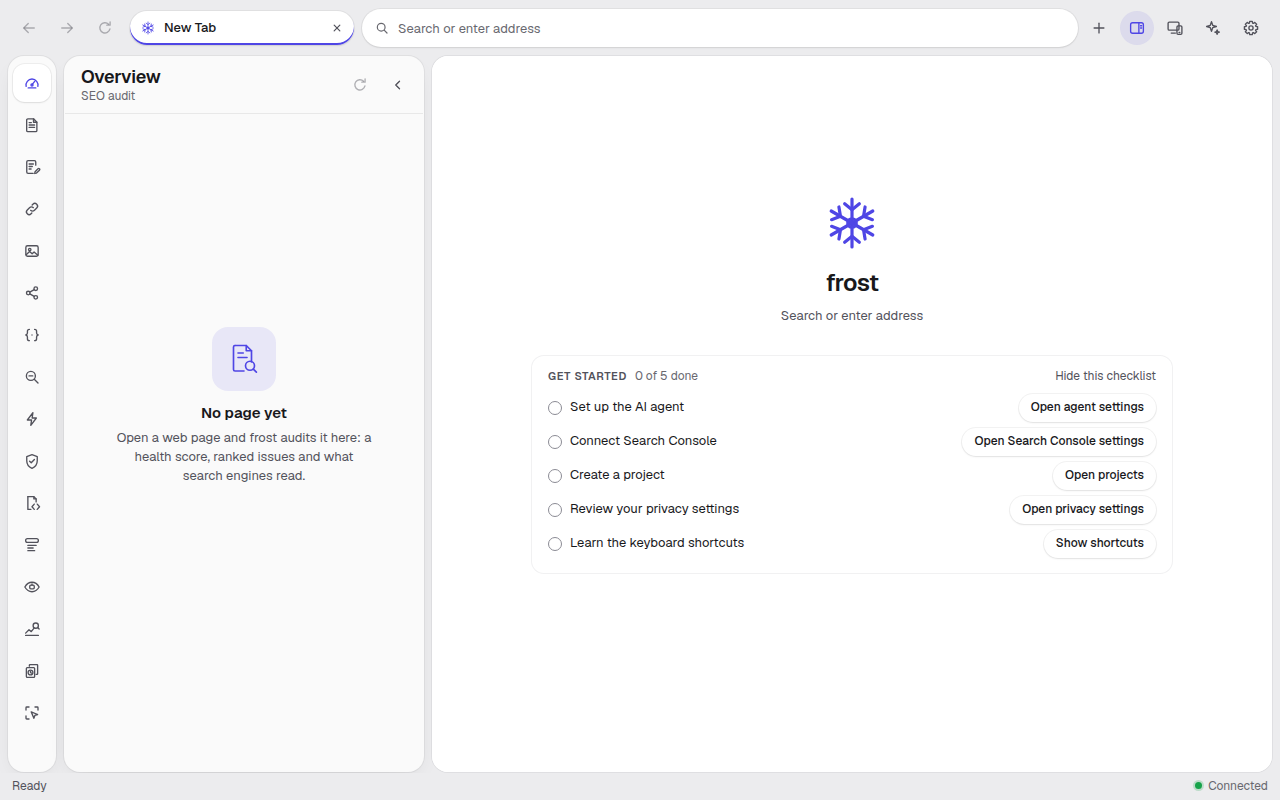 New Tab
Search or enter address
Overview
SEO audit
No page yet
Open a web page and frost audits it here: a
health score, ranked issues and what
search engines read.
frost
Search or enter address
GET STARTED 0 of 5 done Hide this checklist
Set up the AI agent Open agent settings
Connect Search Console Open Search Console settings
Create a project Open projects
Review your privacy settings Open privacy settings
Learn the keyboard shortcuts Show shortcuts
Ready Connected